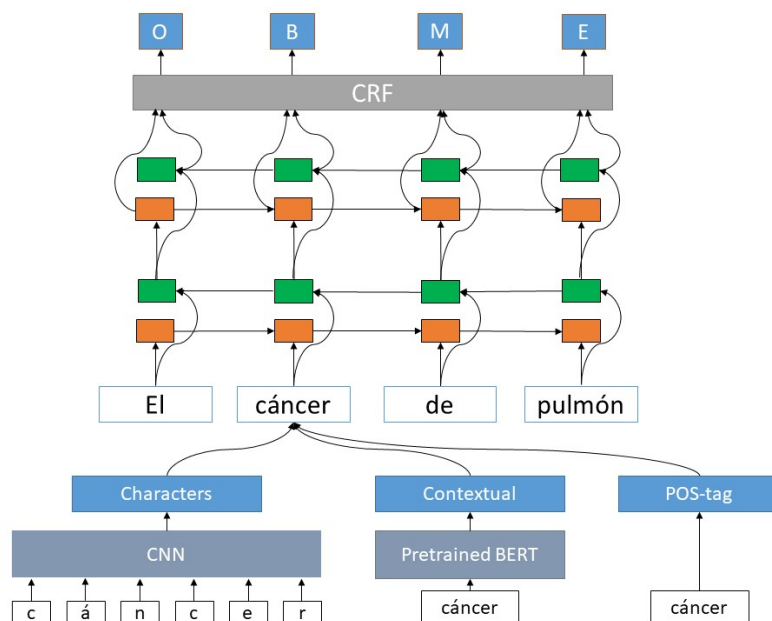 O B M E
CRF
El cáncer de pulmón
Characters Contextual POS-tag
CNN Pretrained BERT
c á n c e r cáncer cáncer